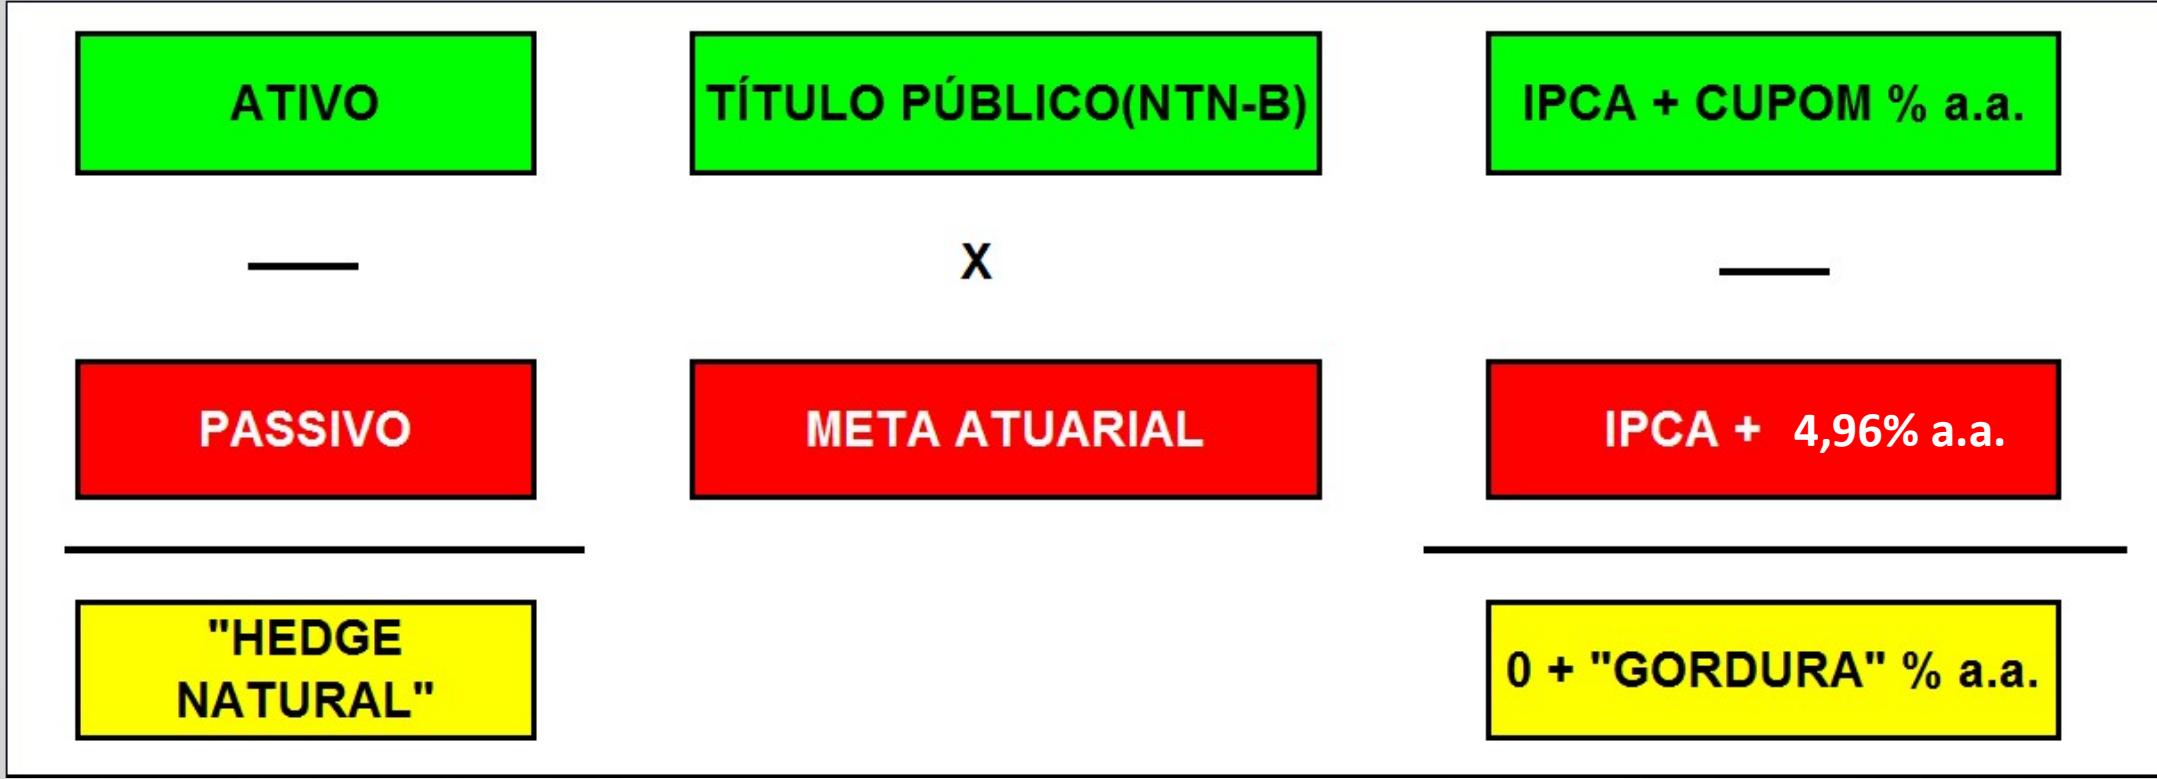 ATIVO
TÍTULO PÚBLICO(NTN-B)
IPCA + CUPOM % a.a.
X
PASSIVO
META ATUARIAL
IPCA + 4,96% a.a.
"HEDGE
NATURAL"
0 + "GORDURA" % a.a.